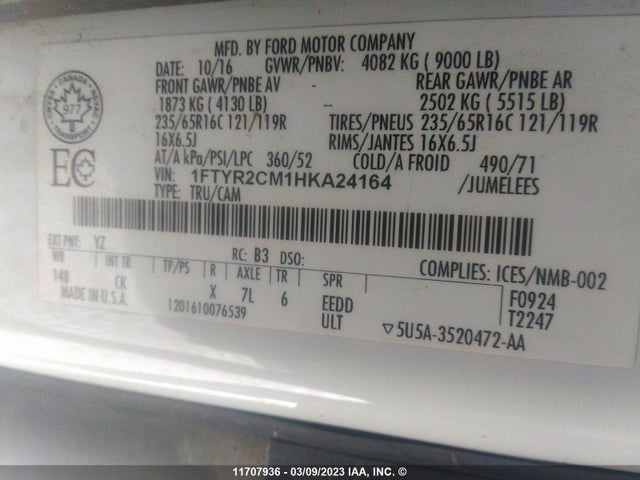 MFD. BY FORD MOTOR COMPANY
10/16 GVWR/PNBV: 4082 KG ( 9000 LB)
FRONT GAWR/PNBE AV REAR GAWR/PNBE AR
1873 KG ( 4130 LB) -- 2502 KG ( 5515 LB)
235/65R16C 121/119R TIRES/PNEUS 235/65R16C 121/119R
16X6.5J RIMS/JANTES 16X6.5J
AT/A kPa/PSI/LPC 360/52 COLD/A FROID 490/71
VIN: 1FTYR2CM1HKA24164 /JUMELEES
TYPE: TRU/CAM
CANADA
977
TRANSPORT
EC
EXT PNT: YZ RC: B3 DSO: COMPLIES: ICES/NMB-002
WB INT TR TP/PS R AXLE TR SPR F0924
148 CK X 7L 6 EEDD T2247
MADE IN U.S.A. 1201610076539 ULT ▽5U5A-3520472-AA
11707936 - 03/09/2023 IAA, INC. ©